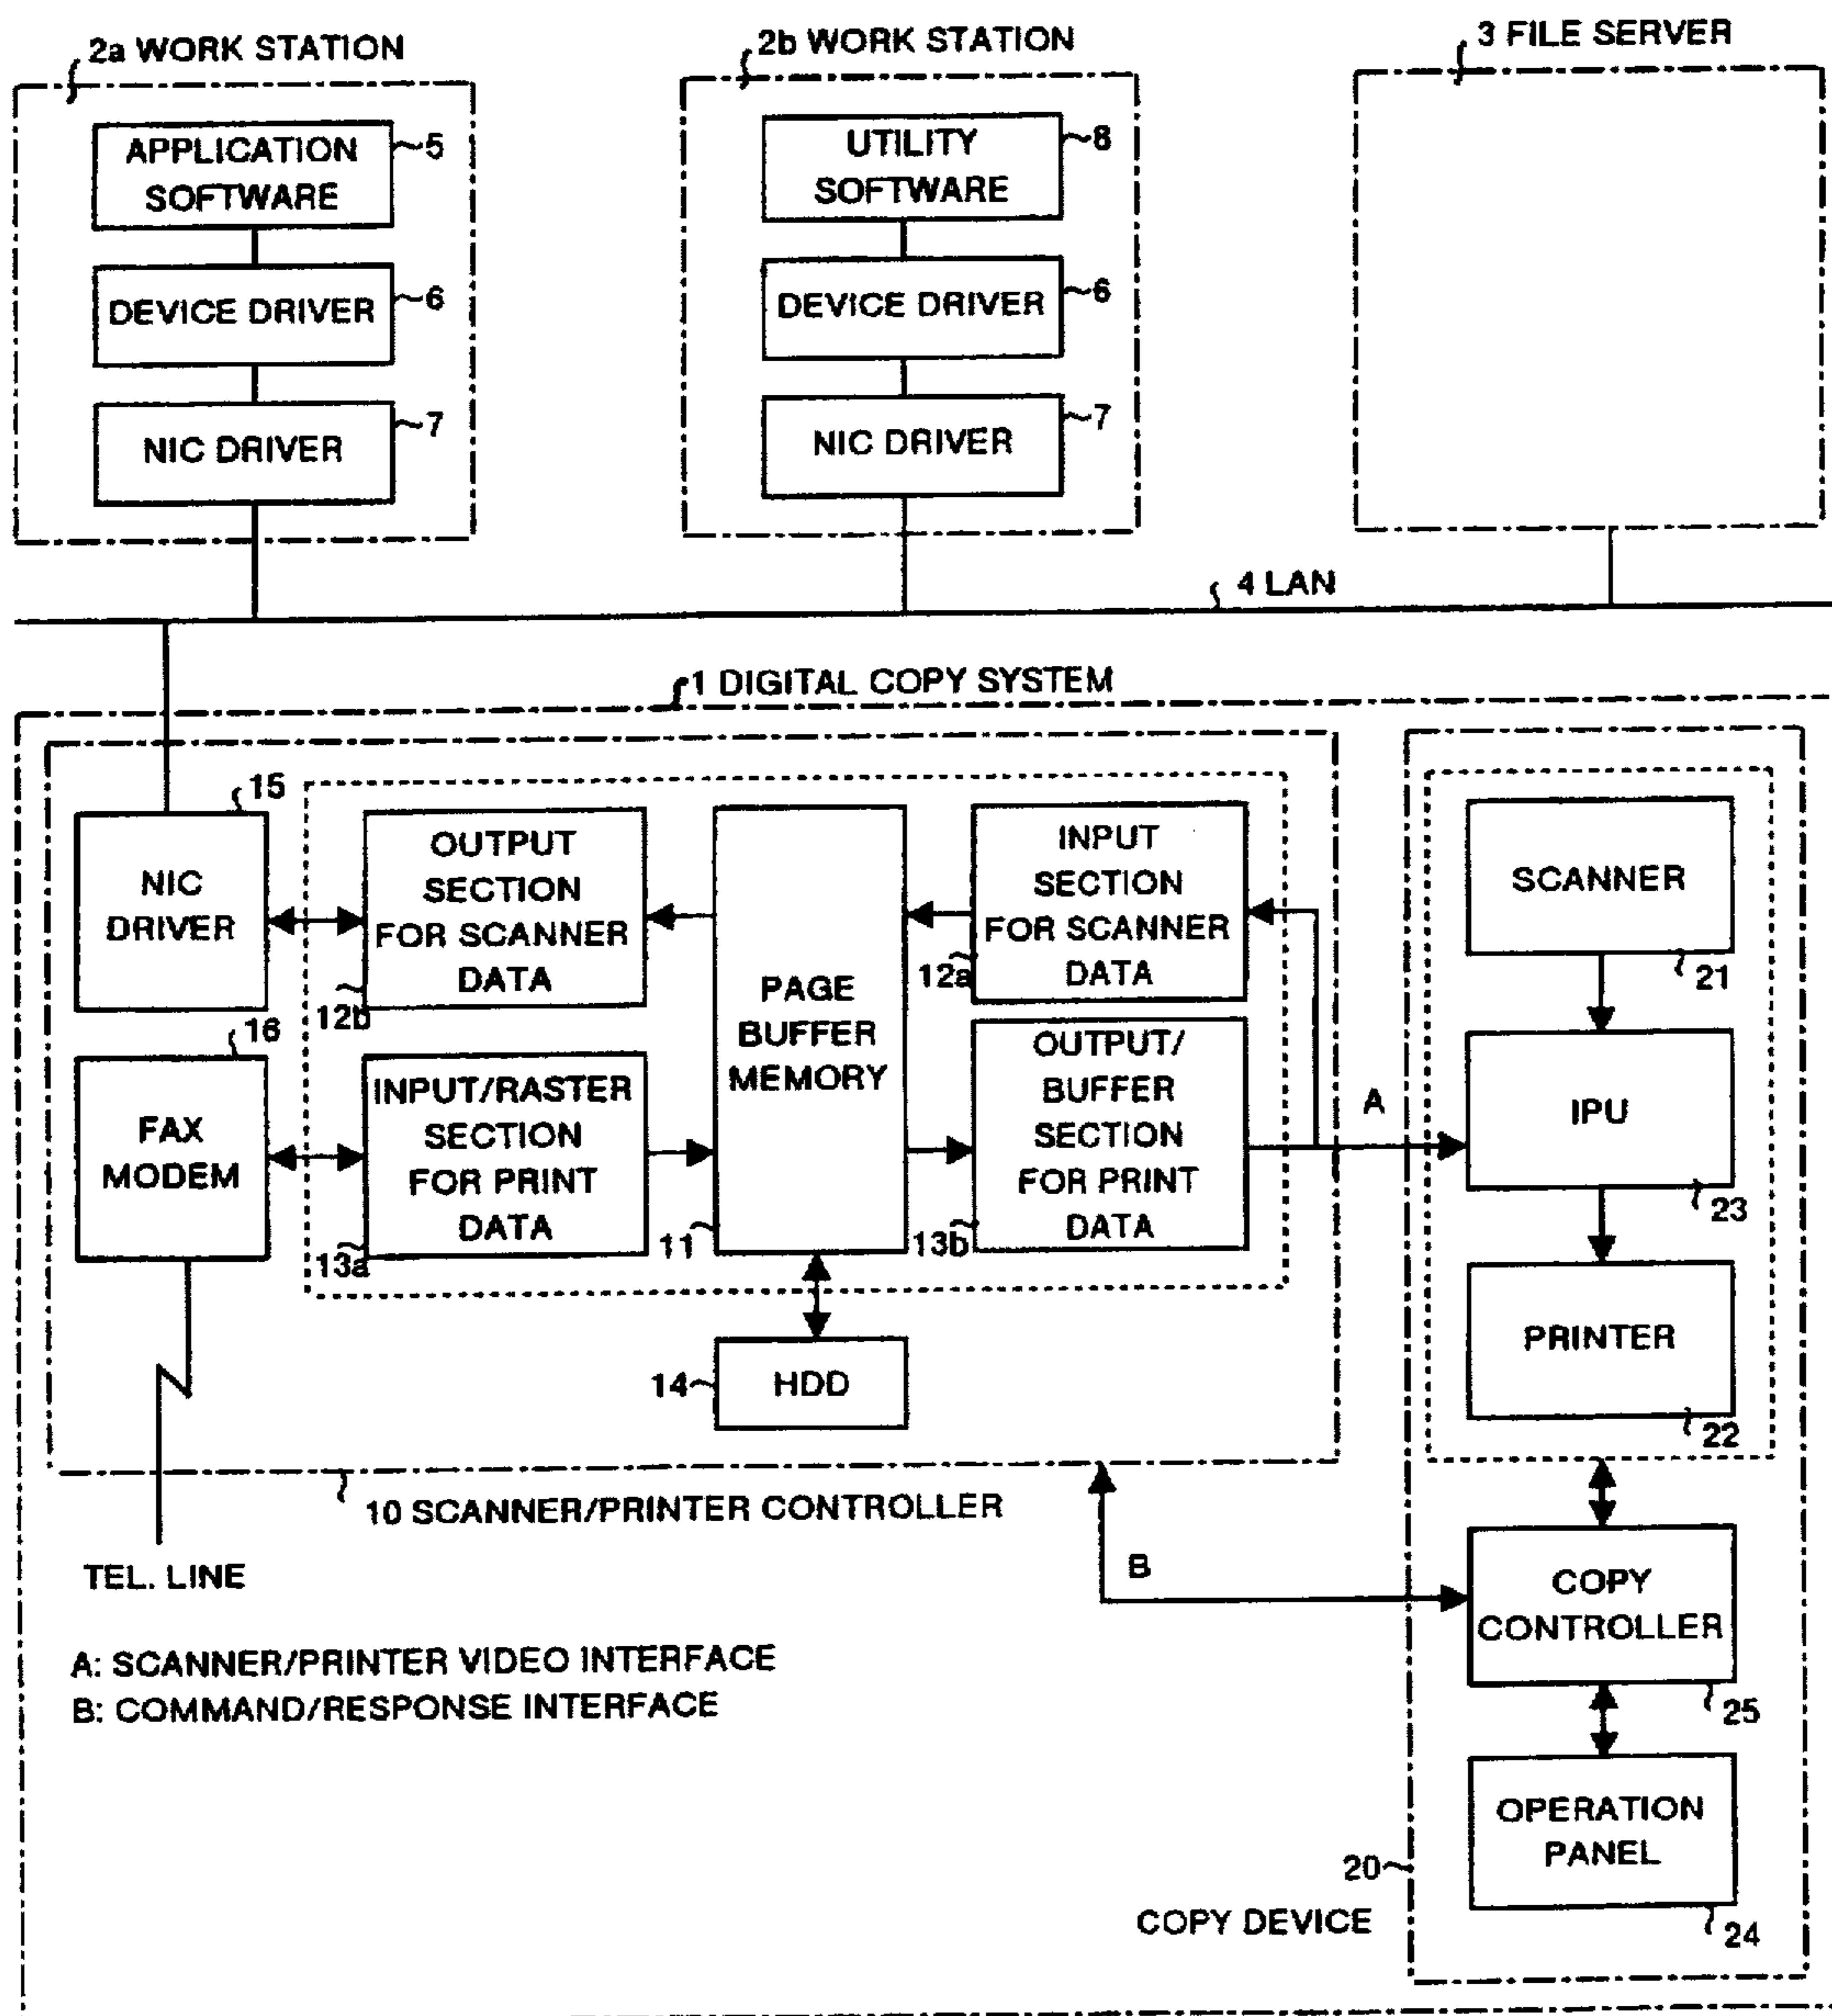 2a WORK STATION
2b WORK STATION
3 FILE SERVER
APPLICATION
SOFTWARE
5
DEVICE DRIVER
6
NIC DRIVER
7
UTILITY
SOFTWARE
8
DEVICE DRIVER
6
NIC DRIVER
7
4 LAN
1 DIGITAL COPY SYSTEM
15
NIC
DRIVER
OUTPUT
SECTION
FOR SCANNER
DATA
12b
PAGE
BUFFER
MEMORY
11
INPUT
SECTION
FOR SCANNER
DATA
12a
SCANNER
21
16
FAX
MODEM
INPUT/RASTER
SECTION
FOR PRINT
DATA
13a
OUTPUT/
BUFFER
SECTION
FOR PRINT
DATA
13b
A
IPU
23
PRINTER
22
14
HDD
10 SCANNER/PRINTER CONTROLLER
TEL. LINE
B
COPY
CONTROLLER
25
A: SCANNER/PRINTER VIDEO INTERFACE
B: COMMAND/RESPONSE INTERFACE
OPERATION
PANEL
24
20
COPY DEVICE